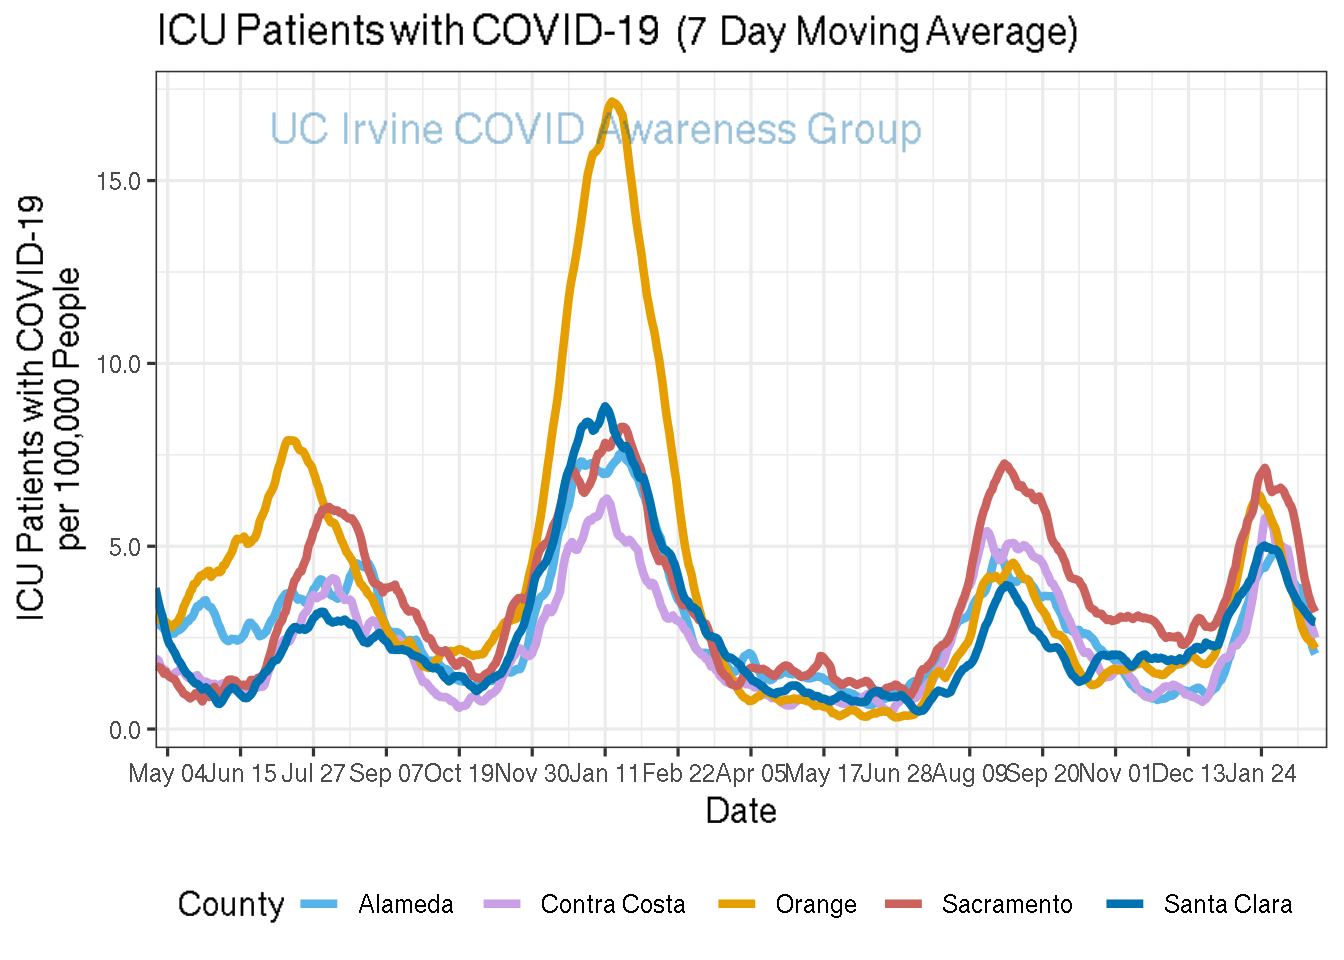 ICU Patients with COVID-19 (7 Day Moving Average)
UC Irvine COVID Awareness Group
ICU Patients with COVID-19
per 100,000 People
15.0
10.0
5.0
0.0
May 04 Jun 15 Jul 27 Sep 07 Oct 19 Nov 30 Jan 11 Feb 22 Apr 05 May 17 Jun 28 Aug 09 Sep 20 Nov 01 Dec 13 Jan 24
Date
County Alameda Contra Costa Orange Sacramento Santa Clara